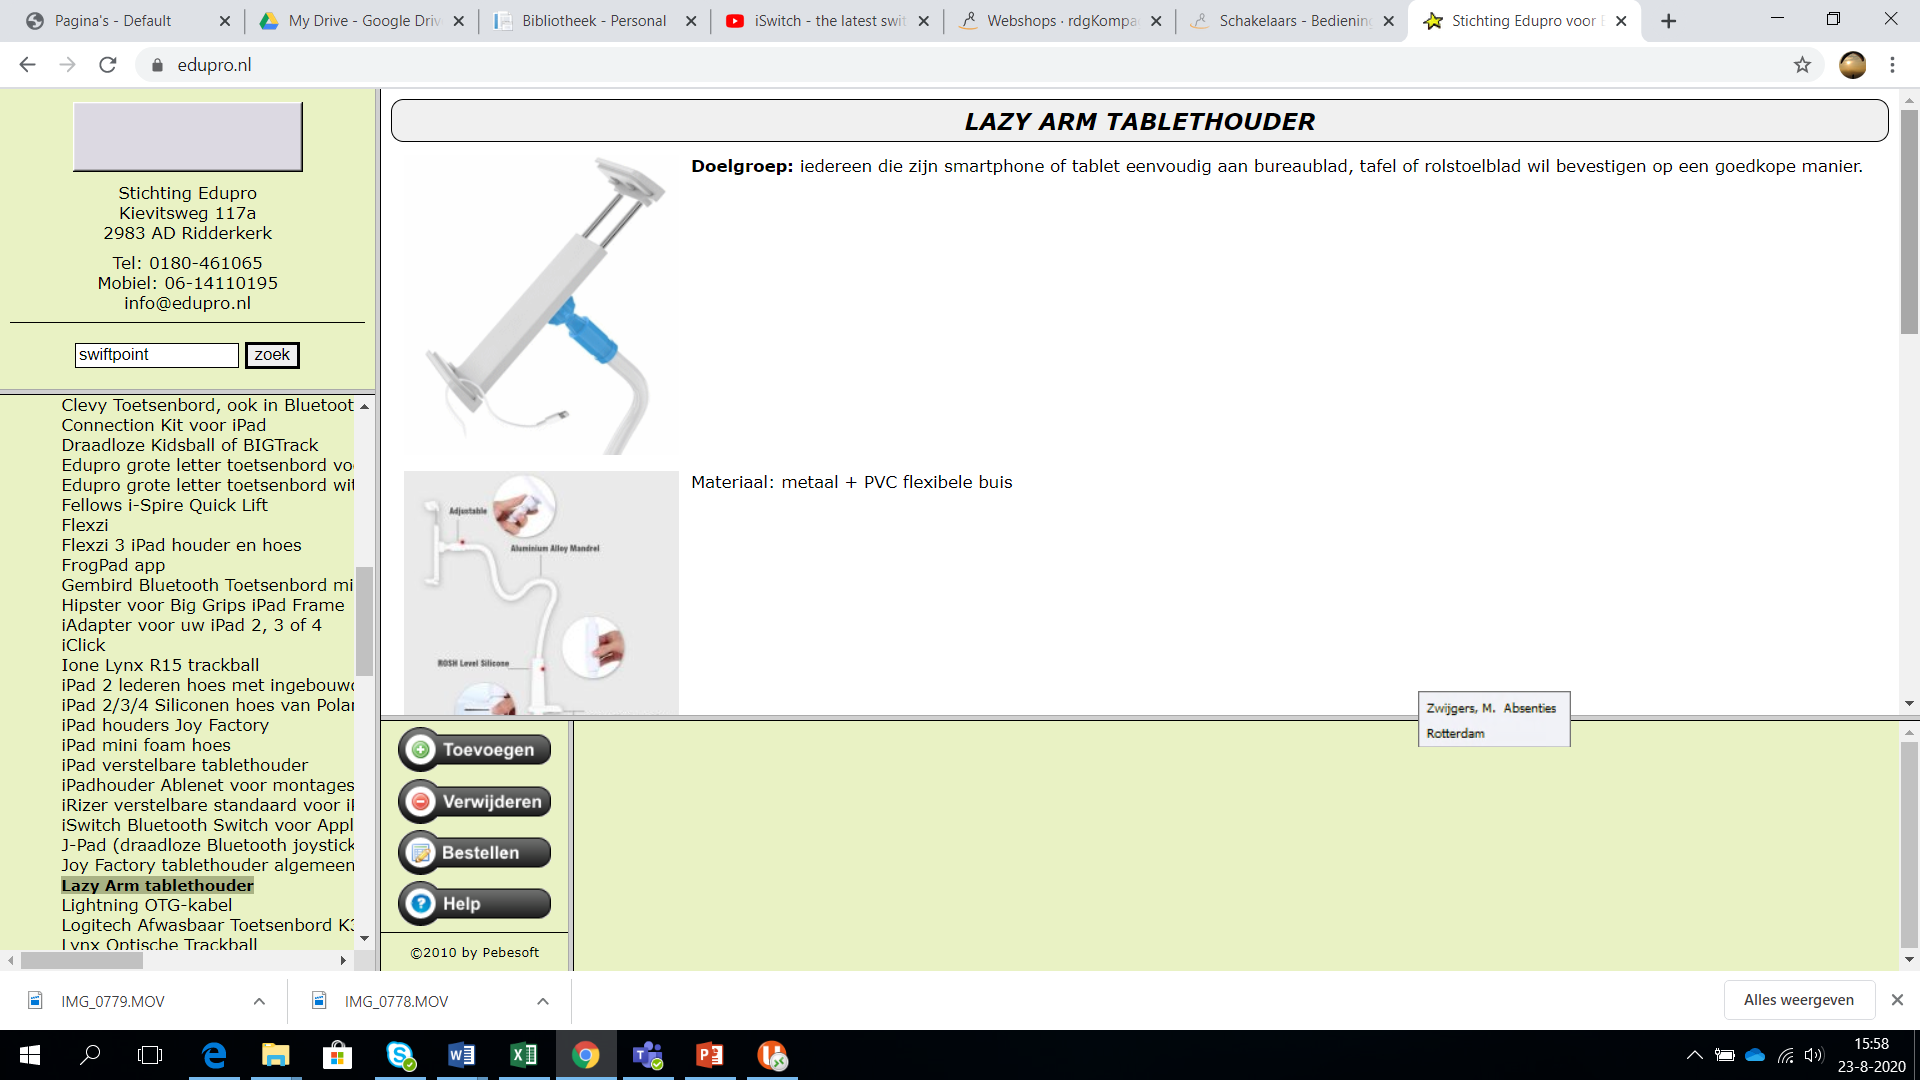 Pagina's - Default
My Drive - Google Driv
Bibliotheek - Personal
iSwitch - the latest swit
Webshops · rdgKompa
Schakelaars - Bediening
Stichting Edupro voor
edupro.nl
Stichting Edupro
Kievitsweg 117a
2983 AD Ridderkerk
Tel: 0180-461065
Mobiel: 06-14110195
info@edupro.nl
swiftpoint
zoek
Clevy Toetsenbord, ook in Bluetoot
Connection Kit voor iPad
Draadloze Kidsball of BIGTrack
Edupro grote letter toetsenbord vo
Edupro grote letter toetsenbord wit
Fellows i-Spire Quick Lift
Flexzi
Flexzi 3 iPad houder en hoes
FrogPad app
Gembird Bluetooth Toetsenbord mi
Hipster voor Big Grips iPad Frame
iAdapter voor uw iPad 2, 3 of 4
iClick
Ione Lynx R15 trackball
iPad 2 lederen hoes met ingebouwd
iPad 2/3/4 Siliconen hoes van Polar
iPad houders Joy Factory
iPad mini foam hoes
iPad verstelbare tablethouder
iPadhouder Ablenet voor montages
iRizer verstelbare standaard voor iP
iSwitch Bluetooth Switch voor Appl
J-Pad (draadloze Bluetooth joystick
Joy Factory tablethouder algemeen
Lazy Arm tablethouder
Lightning OTG-kabel
Logitech Afwasbaar Toetsenbord K3
Lynx Optische Trackball
LAZY ARM TABLETHOUDER
Doelgroep: iedereen die zijn smartphone of tablet eenvoudig aan bureaublad, tafel of rolstoelblad wil bevestigen op een goedkope manier.
Adjustable
Aluminium Alloy Mandrel
ROSH Level Silicone
Materiaal: metaal + PVC flexibele buis
Zwijgers, M. Absenties
Rotterdam
Toevoegen
Verwijderen
Bestellen
Help
©2010 by Pebesoft
IMG_0779.MOV
IMG_0778.MOV
Alles weergeven
15:58
23-8-2020